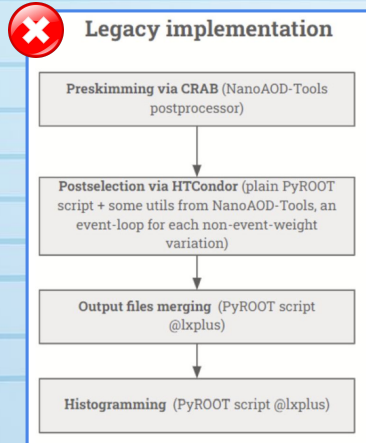 Legacy implementation
Preskimming via CRAB (NanoAOD-Tools
postprocessor)
Postselection via HTCondor (plain PyROOT
script + some utils from NanoAOD-Tools, an
event-loop for each non-event-weight
variation)
Output files merging (PyROOT script
@lxplus)
Histogramming (PyROOT script @lxplus)